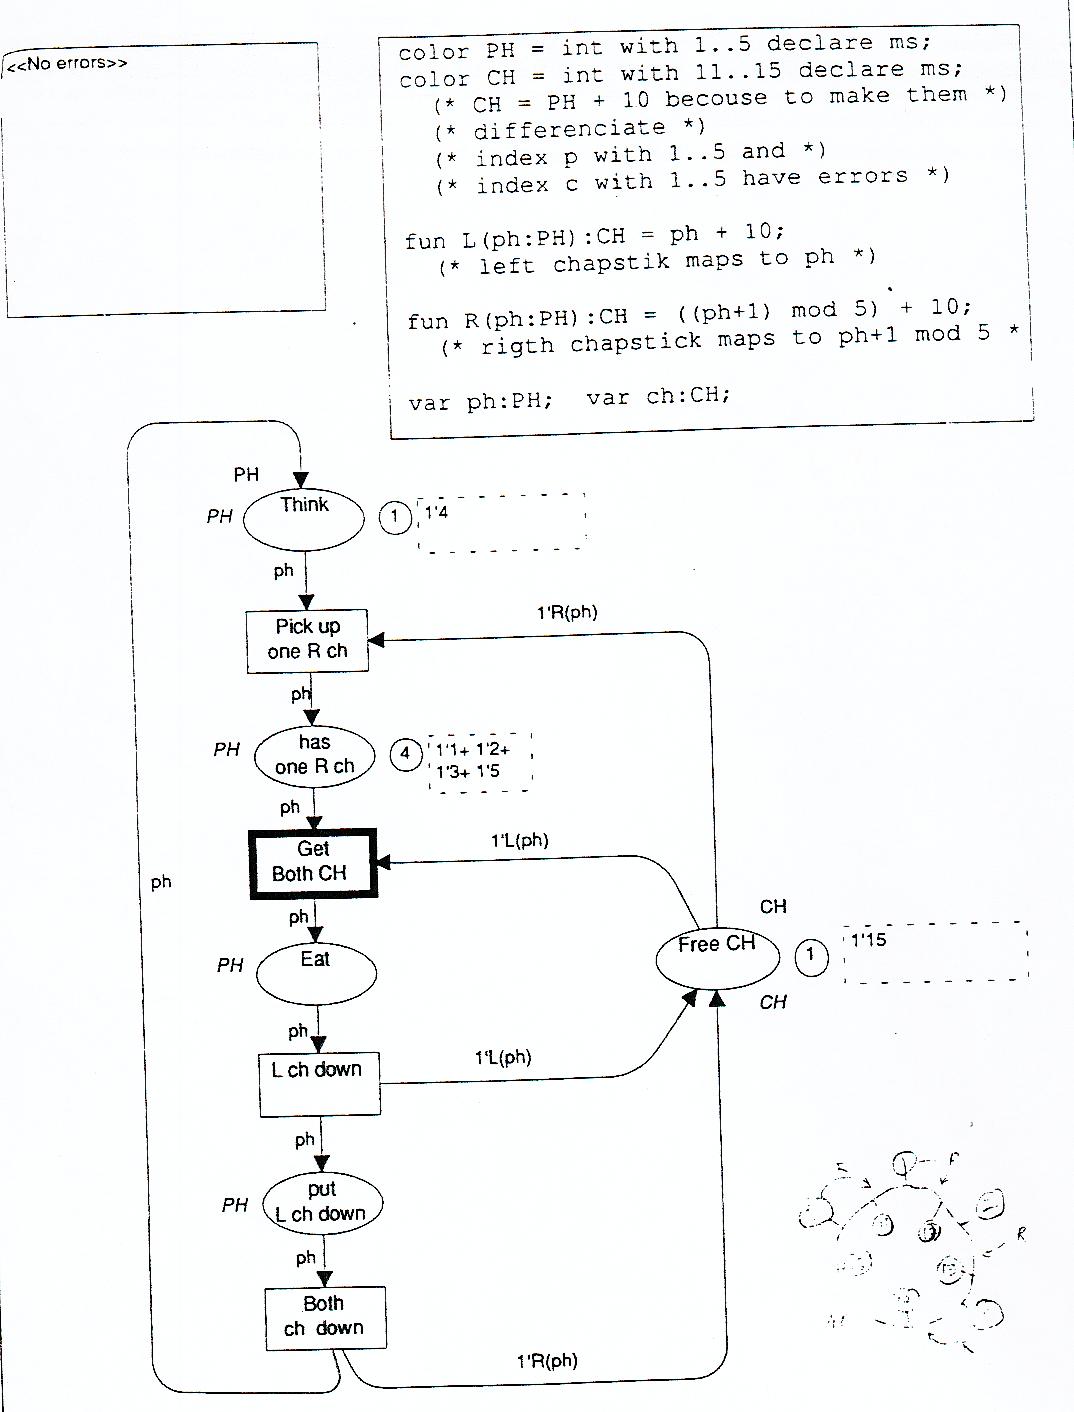 <<No errors>>
color PH = int with 1..5 declare ms;
color CH = int with 11..15 declare ms;
(* CH = PH + 10 becouse to make them *)
(* differenciate *)
(* index p with 1..5 and *)
(* index c with 1..5 have errors *)
fun L(ph:PH):CH = ph + 10;
(* left chapstik maps to ph *)
fun R(ph:PH):CH = ((ph+1) mod 5) + 10;
(* rigth chapstick maps to ph+1 mod 5 *
var ph:PH;  var ch:CH;
PH
Think
PH
1
1'4
ph
Pick up
one R ch
1'R(ph)
ph
has
one R ch
PH
4
1'1+ 1'2+
1'3+ 1'5
ph
Get
Both CH
1'L(ph)
ph
ph
CH
Free CH
1
1'15
CH
PH
Eat
ph
L ch down
1'L(ph)
ph
put
L ch down
PH
ph
Both
ch down
1'R(ph)
R